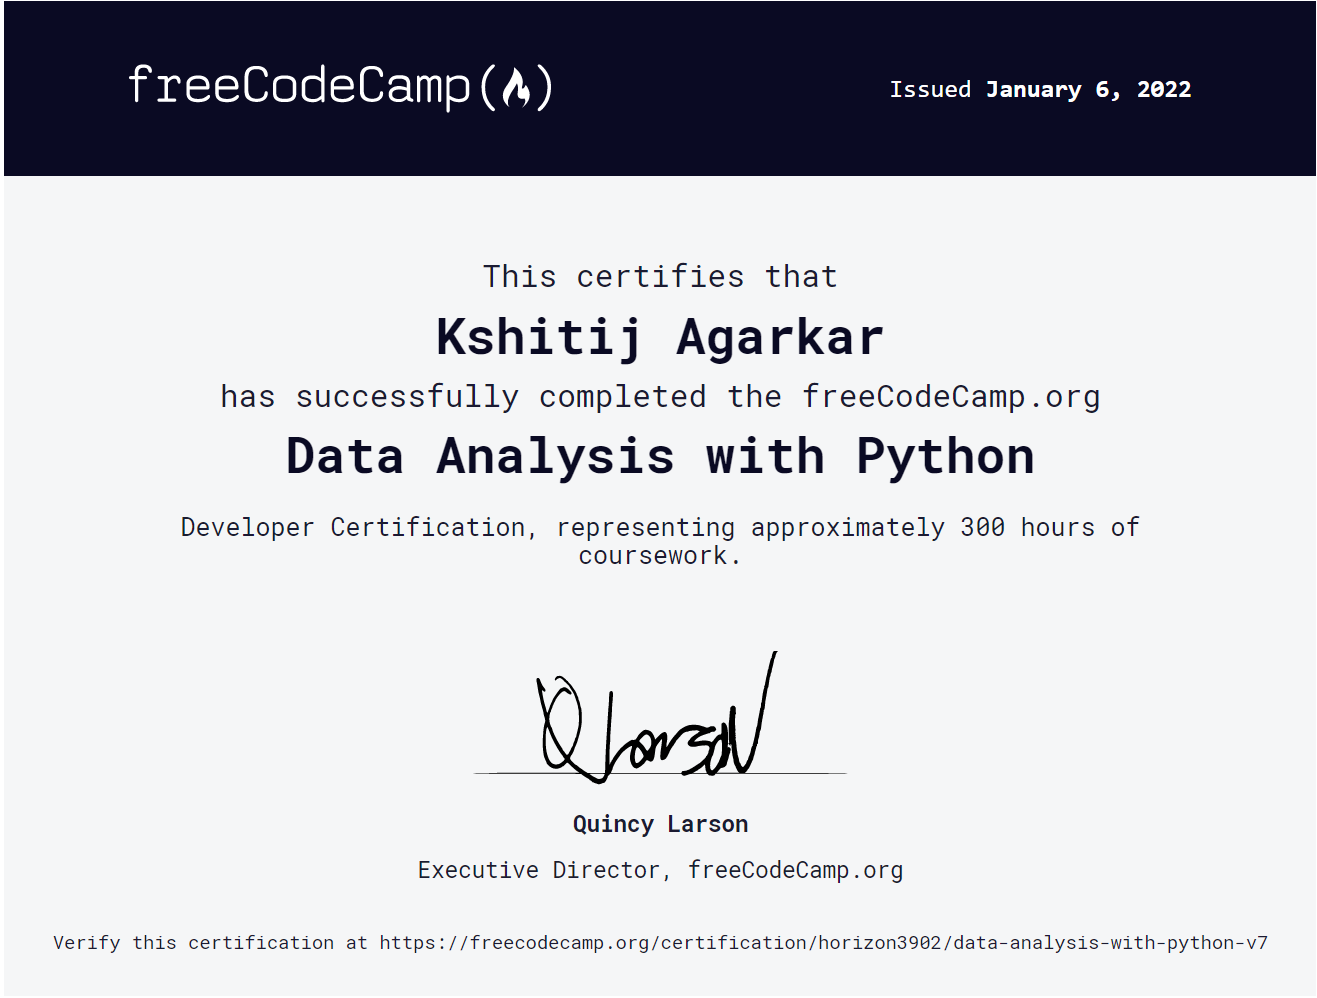 freeCodeCamp(🔥)
Issued January 6, 2022
This certifies that
Kshitij Agarkar
has successfully completed the freeCodeCamp.org
Data Analysis with Python
Developer Certification, representing approximately 300 hours of
coursework.
QLarson
Quincy Larson
Executive Director, freeCodeCamp.org
Verify this certification at https://freecodecamp.org/certification/horizon3902/data-analysis-with-python-v7